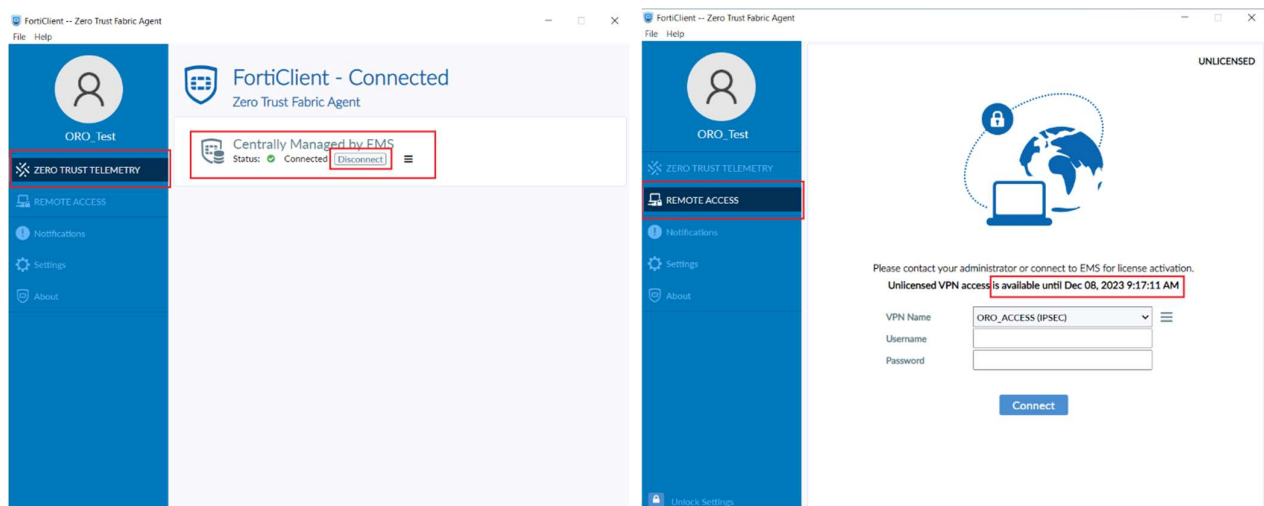 FortiClient -- Zero Trust Fabric Agent
File Help
ORO_Test
ZERO TRUST TELEMETRY
REMOTE ACCESS
Notifications
Settings
About
FortiClient - Connected
Zero Trust Fabric Agent
Centrally Managed by EMS
Status: Connected Disconnect
FortiClient -- Zero Trust Fabric Agent
File Help
ORO_Test
ZERO TRUST TELEMETRY
REMOTE ACCESS
Notifications
Settings
About
Unlock Settings
UNLICENSED
Please contact your administrator or connect to EMS for license activation.
Unlicensed VPN access is available until Dec 08, 2023 9:17:11 AM
VPN Name ORO_ACCESS (IPSEC)
Username
Password
Connect